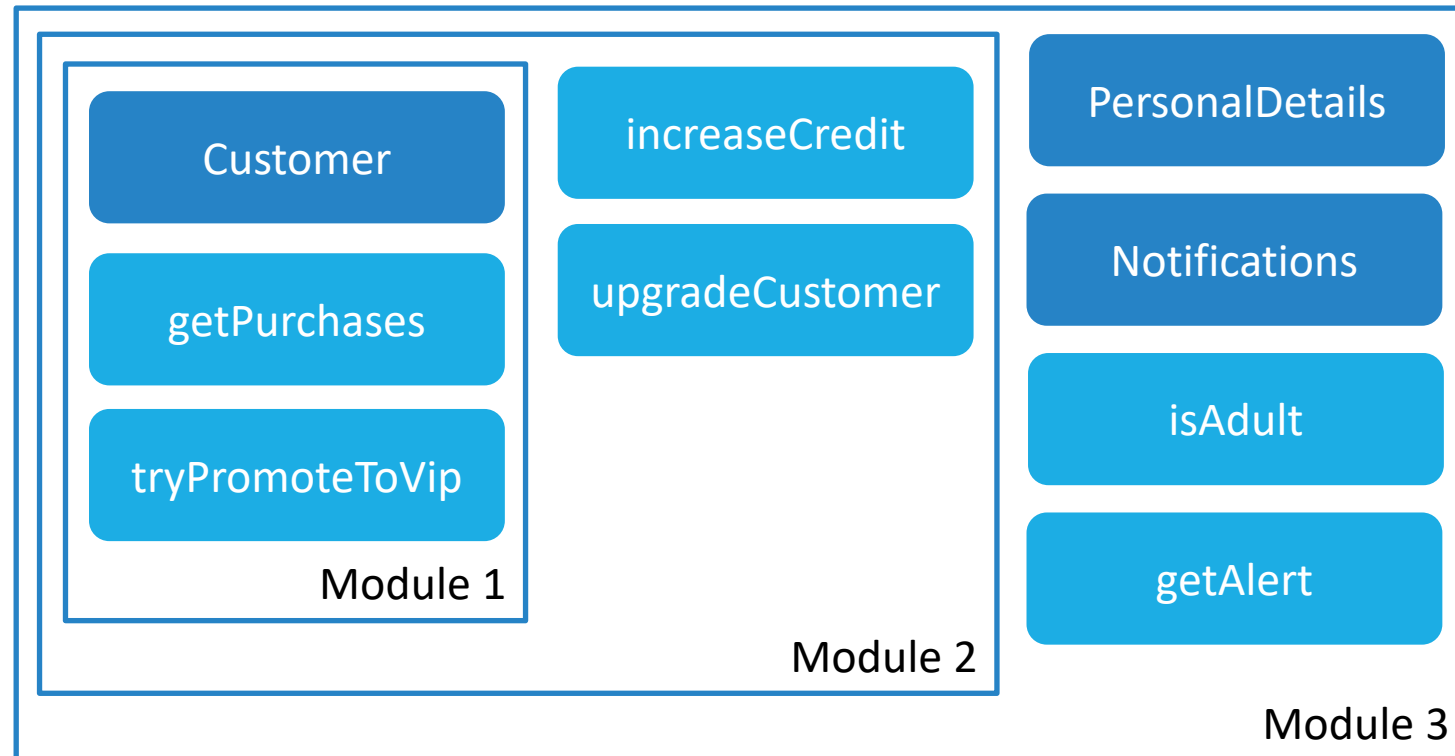 Customer
getPurchases
tryPromoteToVip
Module 1
increaseCredit
upgradeCustomer
Module 2
PersonalDetails
Notifications
isAdult
getAlert
Module 3